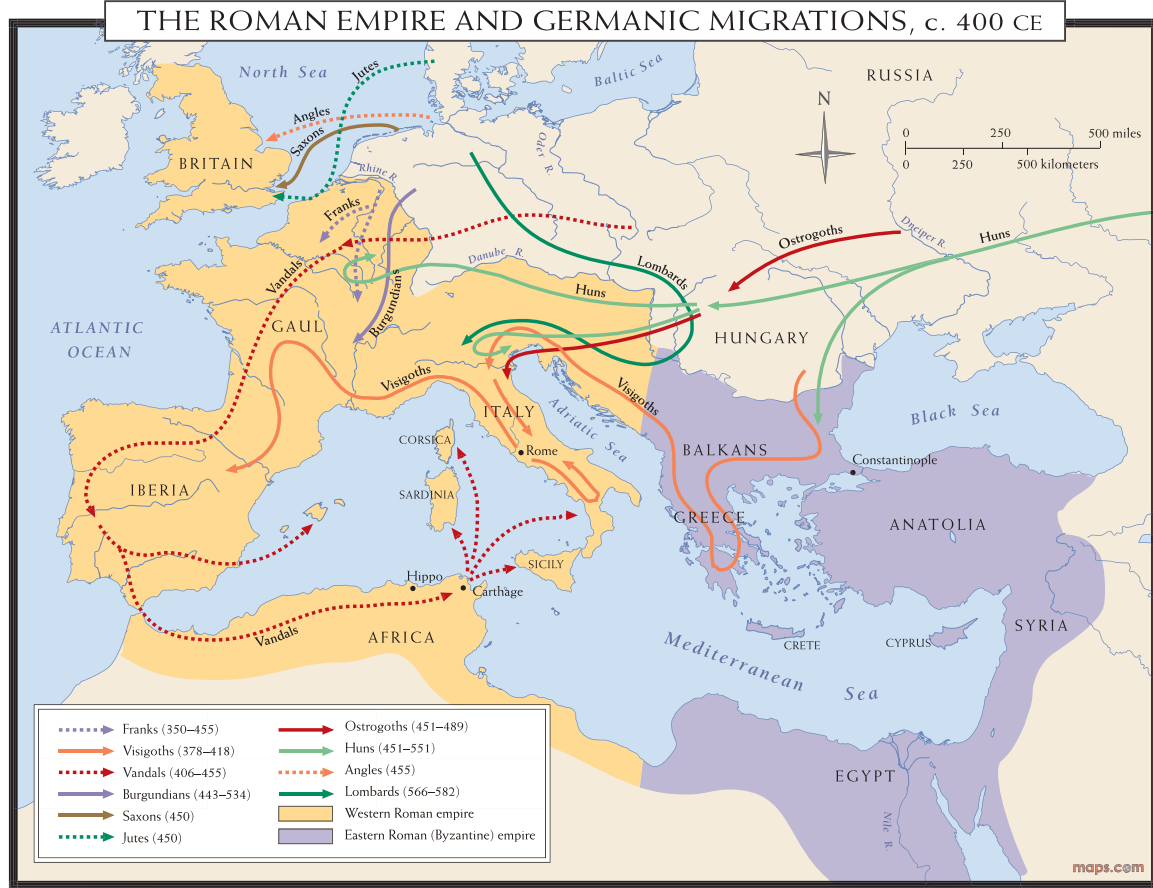 THE ROMAN EMPIRE AND GERMANIC MIGRATIONS, c. 400 CE
North Sea
Jutes
Baltic Sea
RUSSIA
N
0 250 500 miles
0 250 500 kilometers
Angles
Saxons
BRITAIN
Oder R.
Rhine R.
Franks
Dneiper R.
Huns
Ostrogoths
Danube R.
Lombards
Vandals
Huns
Burgundians
ATLANTIC
OCEAN
GAUL
HUNGARY
Visigoths
Visigoths
ITALY
Adriatic Sea
Black Sea
CORSICA
Rome
BALKANS
Constantinople
IBERIA
SARDINIA
GREECE
ANATOLIA
SICILY
Hippo
Carthage
Vandals
AFRICA
SYRIA
CRETE
CYPRUS
Mediterranean Sea
EGYPT
Nile R.
Franks (350–455)
Visigoths (378–418)
Vandals (406–455)
Burgundians (443–534)
Saxons (450)
Jutes (450)
Ostrogoths (451–489)
Huns (451–551)
Angles (455)
Lombards (566–582)
Western Roman empire
Eastern Roman (Byzantine) empire
maps.com